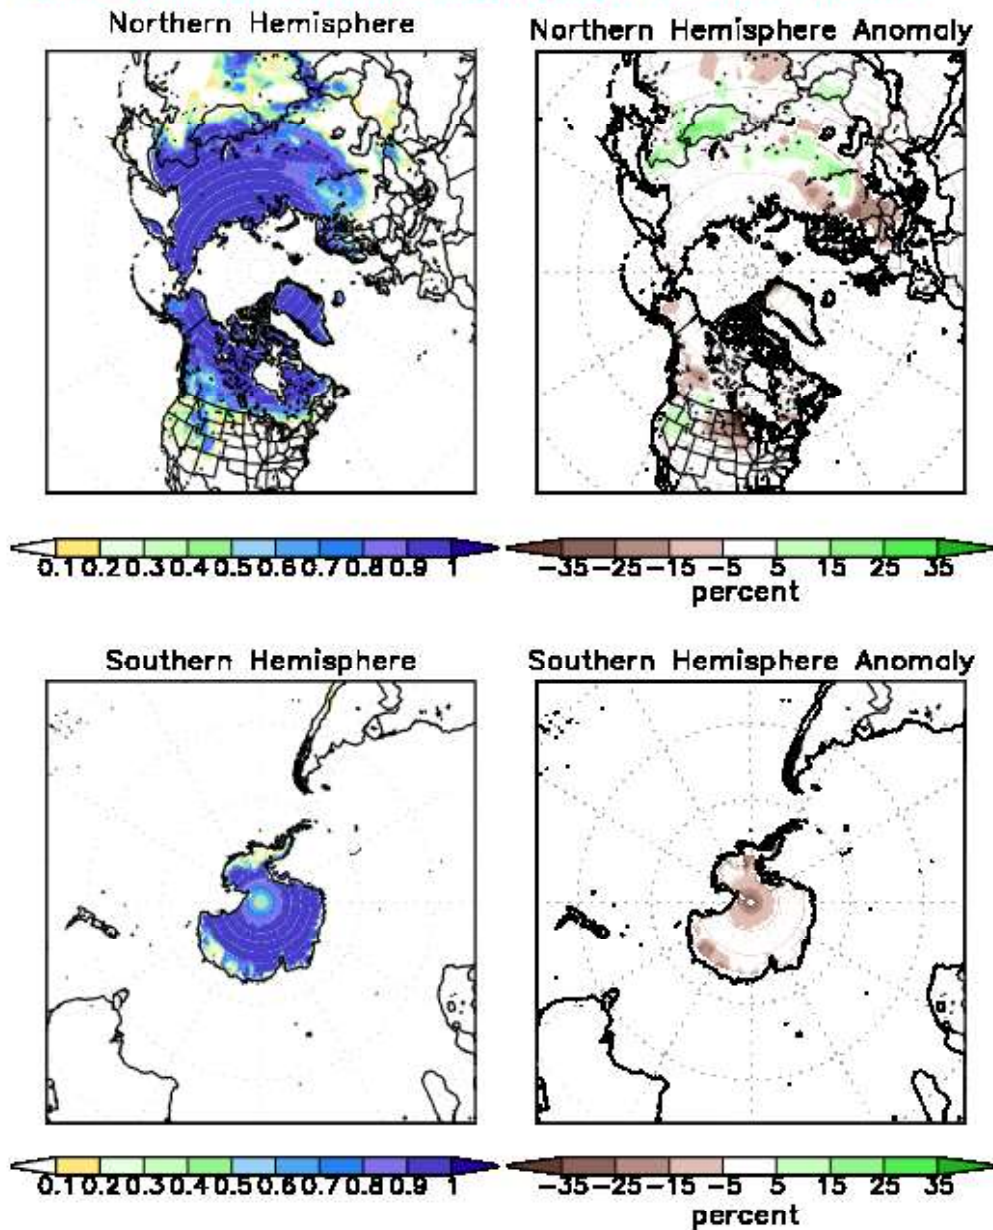 Northern Hemisphere
Northern Hemisphere Anomaly
0.1 0.2 0.3 0.4 0.5 0.6 0.7 0.8 0.9 1
-35 -25 -15 -5 5 15 25 35
percent
Southern Hemisphere
Southern Hemisphere Anomaly
0.1 0.2 0.3 0.4 0.5 0.6 0.7 0.8 0.9 1
-35 -25 -15 -5 5 15 25 35
percent